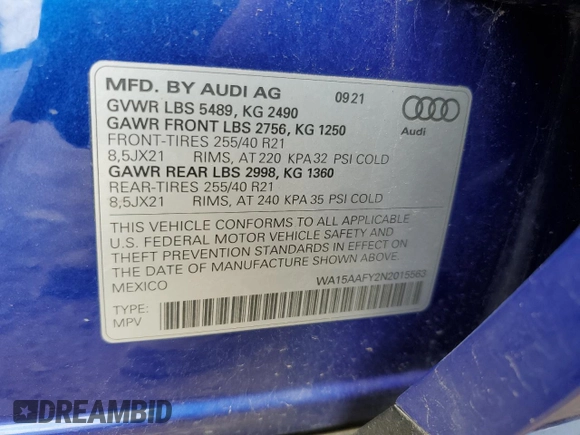 MFD. BY AUDI AG 09 21
GVWR LBS 5489, KG 2490
GAWR FRONT LBS 2756, KG 1250
FRONT-TIRES 255/40 R21
8,5JX21 RIMS, AT 220 KPA 32 PSI COLD
GAWR REAR LBS 2998, KG 1360
REAR-TIRES 255/40 R21
8,5JX21 RIMS, AT 240 KPA 35 PSI COLD
THIS VEHICLE CONFORMS TO ALL APPLICABLE
U.S. FEDERAL MOTOR VEHICLE SAFETY AND
THEFT PREVENTION STANDARDS IN EFFECT ON
THE DATE OF MANUFACTURE SHOWN ABOVE.
MEXICO WA15AAFY2N2015563
TYPE:
MPV
Audi
DREAMBID